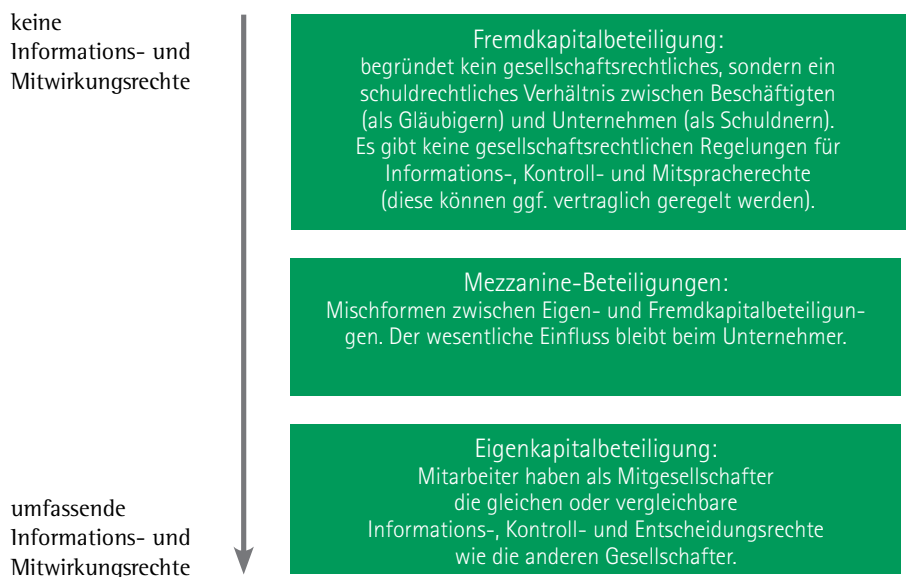 keine
Informations- und
Mitwirkungsrechte
Fremdkapitalbeteiligung:
begründet kein gesellschaftsrechtliches, sondern ein
schuldrechtliches Verhältnis zwischen Beschäftigten
(als Gläubigern) und Unternehmen (als Schuldnern).
Es gibt keine gesellschaftsrechtlichen Regelungen für
Informations-, Kontroll- und Mitspracherechte
(diese können ggf. vertraglich geregelt werden).
Mezzanine-Beteiligungen:
Mischformen zwischen Eigen- und Fremdkapitalbeteiligun-
gen. Der wesentliche Einfluss bleibt beim Unternehmer.
Eigenkapitalbeteiligung:
Mitarbeiter haben als Mitgesellschafter
die gleichen oder vergleichbare
Informations-, Kontroll- und Entscheidungsrechte
wie die anderen Gesellschafter.
umfassende
Informations- und
Mitwirkungsrechte